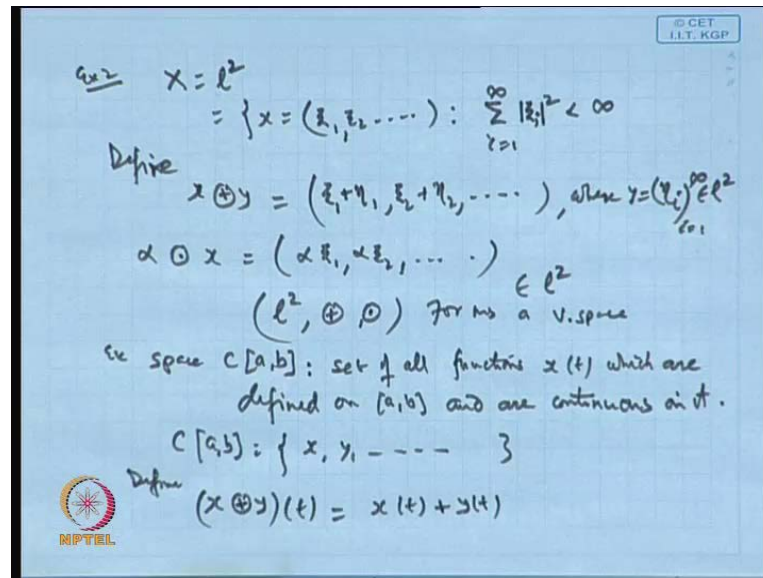 © CET
I.I.T. KGP
Ex 2 X = l²
= { x = (ξ₁, ξ₂ .....) : ∑_{i=1}^{∞} |ξᵢ|² < ∞
Define
x ⊕ y = (ξ₁+η₁, ξ₂+η₂, .....), where y = (ηᵢ)_{i=1}^{∞} ∈ l²
α ⊙ x = (αξ₁, αξ₂, ... .)
∈ l²
(l², ⊕, ⊙) Forms a v.space
Ex space C[a,b]: set of all functions x(t) which are
defined on [a,b] and are continuous on it.
C[a,b] : { x, y, - - - - - }
Define
(x ⊕ y)(t) = x(t) + y(t)
NPTEL